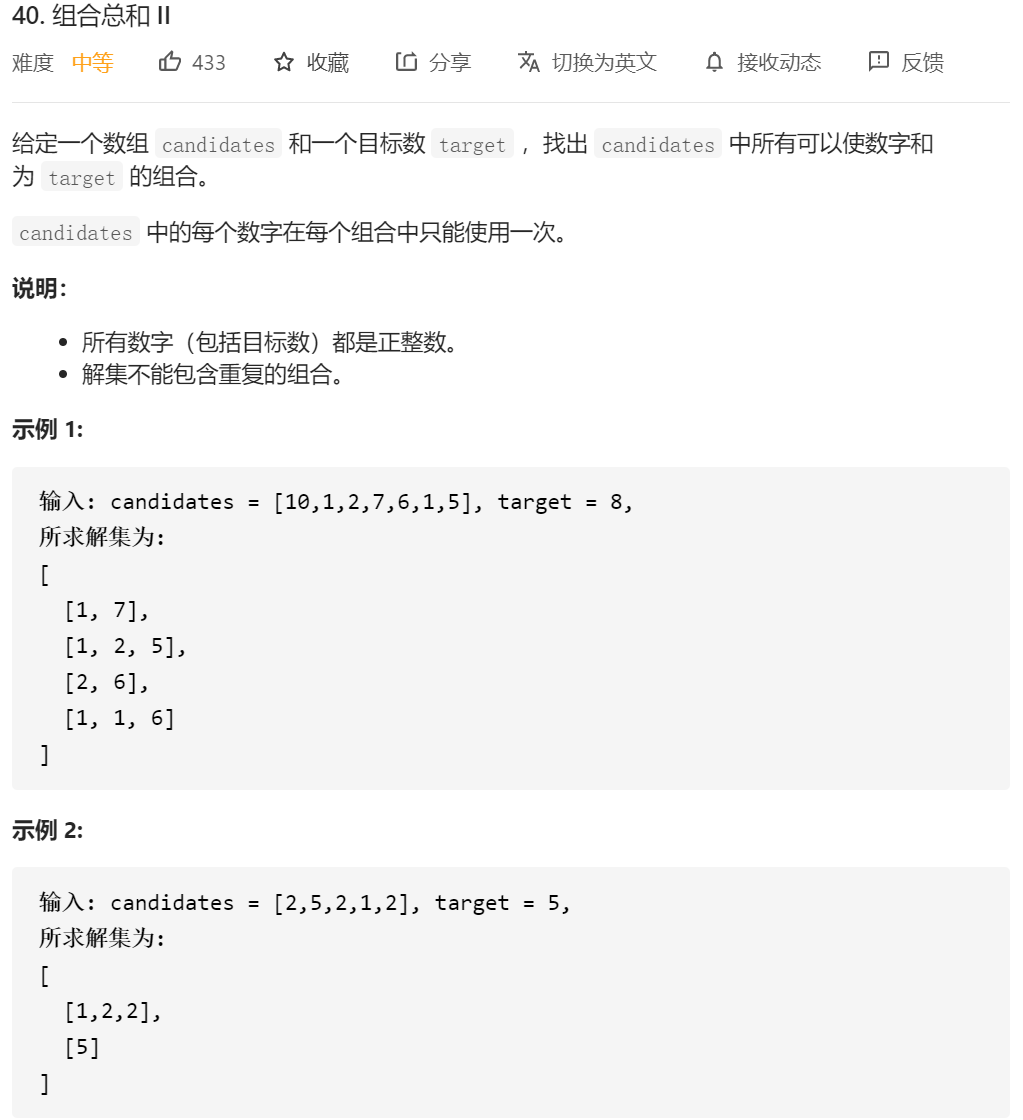 40. 组合总和 II
难度 中等 433 收藏 分享 切换为英文 接收动态 反馈
给定一个数组 candidates 和一个目标数 target ，找出 candidates 中所有可以使数字和
为 target 的组合。
candidates 中的每个数字在每个组合中只能使用一次。
说明：
• 所有数字（包括目标数）都是正整数。
• 解集不能包含重复的组合。
示例 1:
输入: candidates = [10,1,2,7,6,1,5], target = 8,
所求解集为:
[
[1, 7],
[1, 2, 5],
[2, 6],
[1, 1, 6]
]
示例 2:
输入: candidates = [2,5,2,1,2], target = 5,
所求解集为:
[
[1,2,2],
[5]
]